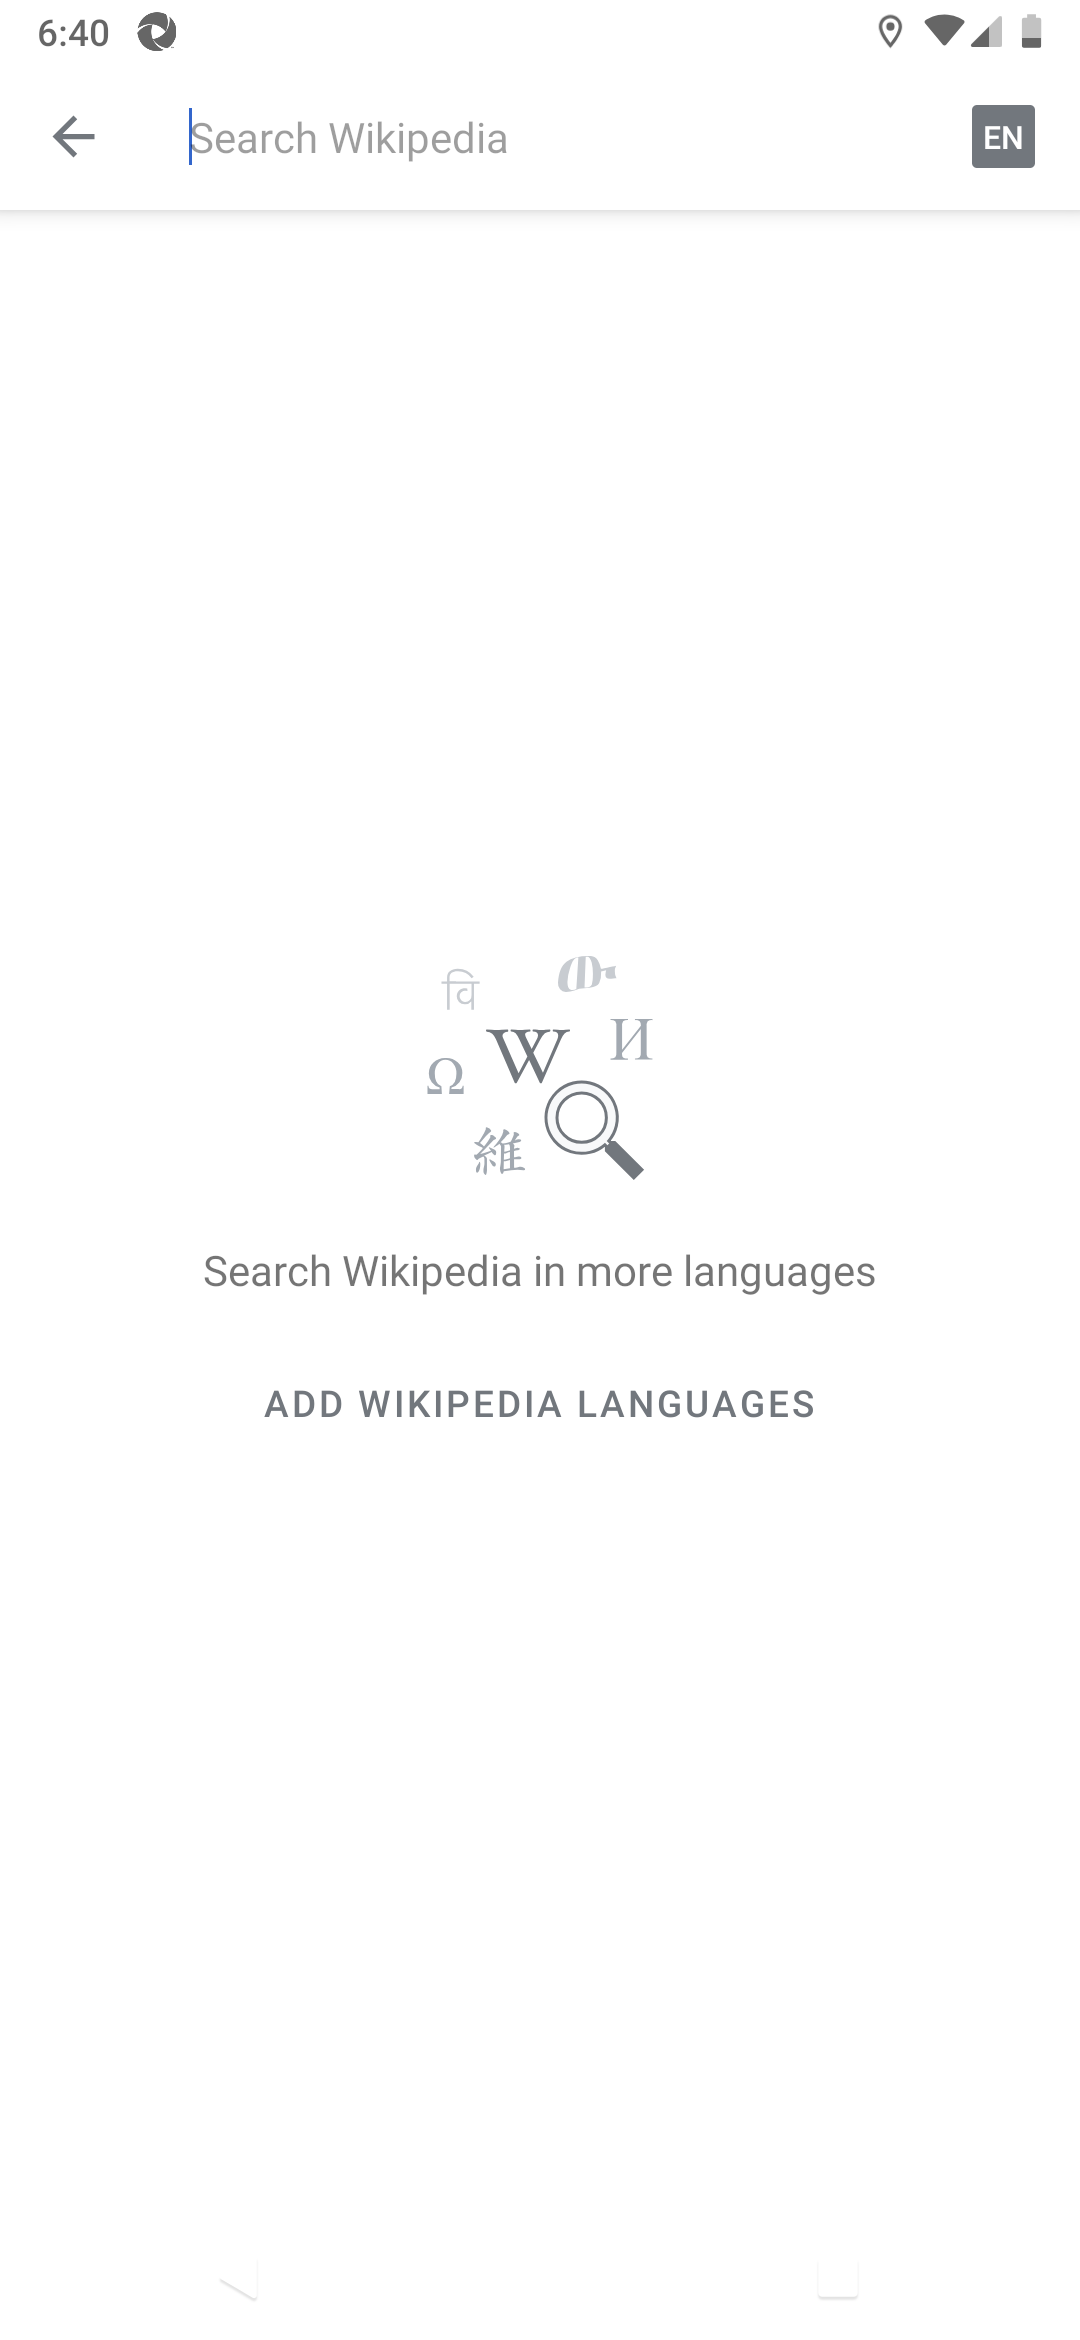 6:40
Search Wikipedia
EN
वि
ው
W
И
Ω
維
Search Wikipedia in more languages
ADD WIKIPEDIA LANGUAGES